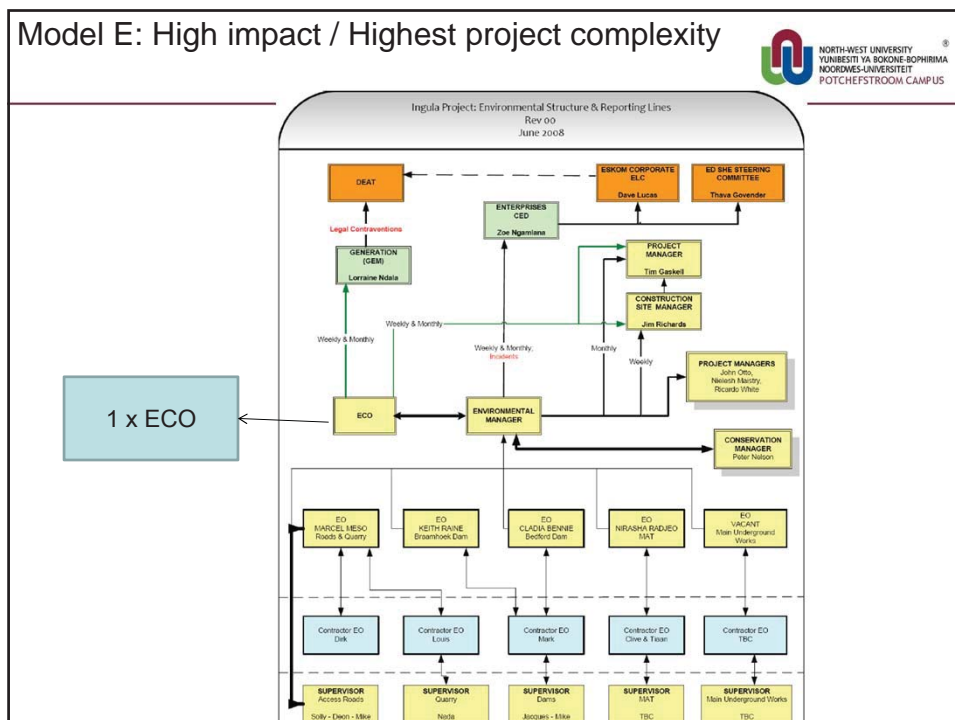 Model E: High impact / Highest project complexity
NORTH-WEST UNIVERSITY ®
YUNIBESITI YA BOKONE-BOPHIRIMA
NOORDWES-UNIVERSITEIT
POTCHEFSTROOM CAMPUS
Ingula Project: Environmental Structure & Reporting Lines
Rev 00
June 2008
DEAT
ESKOM CORPORATE
ELC
Dave Lucas
ED SHE STEERING
COMMITTEE
Thava Govender
Legal Contraventions
ENTERPRISES
CED
Zoe Ngamlana
GENERATION
(GEM)
Lorraine Ndala
PROJECT
MANAGER
Tim Gaskell
CONSTRUCTION
SITE MANAGER
Jim Richards
Weekly & Monthly
Weekly & Monthly
Weekly & Monthly,
Incidents
Monthly
Weekly
PROJECT MANAGERS
John Otto,
Nielesh Maistry,
Ricardo White
1 x ECO
ECO
ENVIRONMENTAL
MANAGER
CONSERVATION
MANAGER
Peter Nelson
EO
MARCEL MESO
Roads & Quarry
EO
KEITH RAINE
Braamhoek Dam
EO
CLADIA BENNIE
Bedford Dam
EO
NIRASHA RADJEO
MAT
EO
VACANT
Main Underground
Works
Contractor EO
Dirk
Contractor EO
Louis
Contractor EO
Mark
Contractor EO
Clive & Tiaan
Contractor EO
TBC
SUPERVISOR
Access Roads
Solly - Deon - Mike
SUPERVISOR
Quarry
Neda
SUPERVISOR
Dams
Jacques - Mike
SUPERVISOR
MAT
TBC
SUPERVISOR
Main Underground Works
TBC